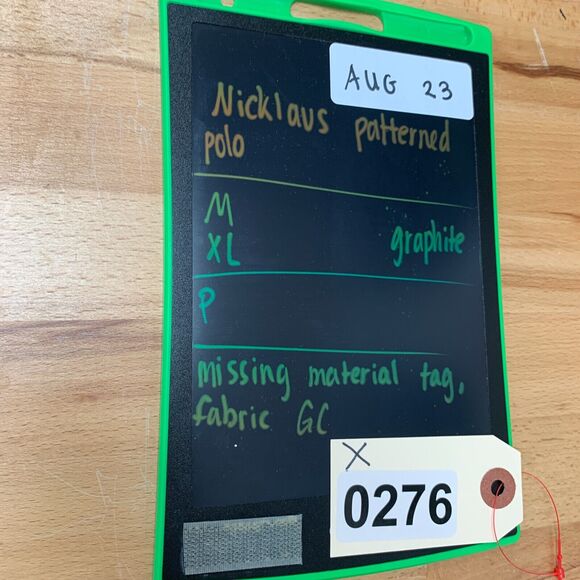 AUG 23
Nicklaus patterned
polo
M
XL graphite
P
missing material tag.
fabric GC
X
0276